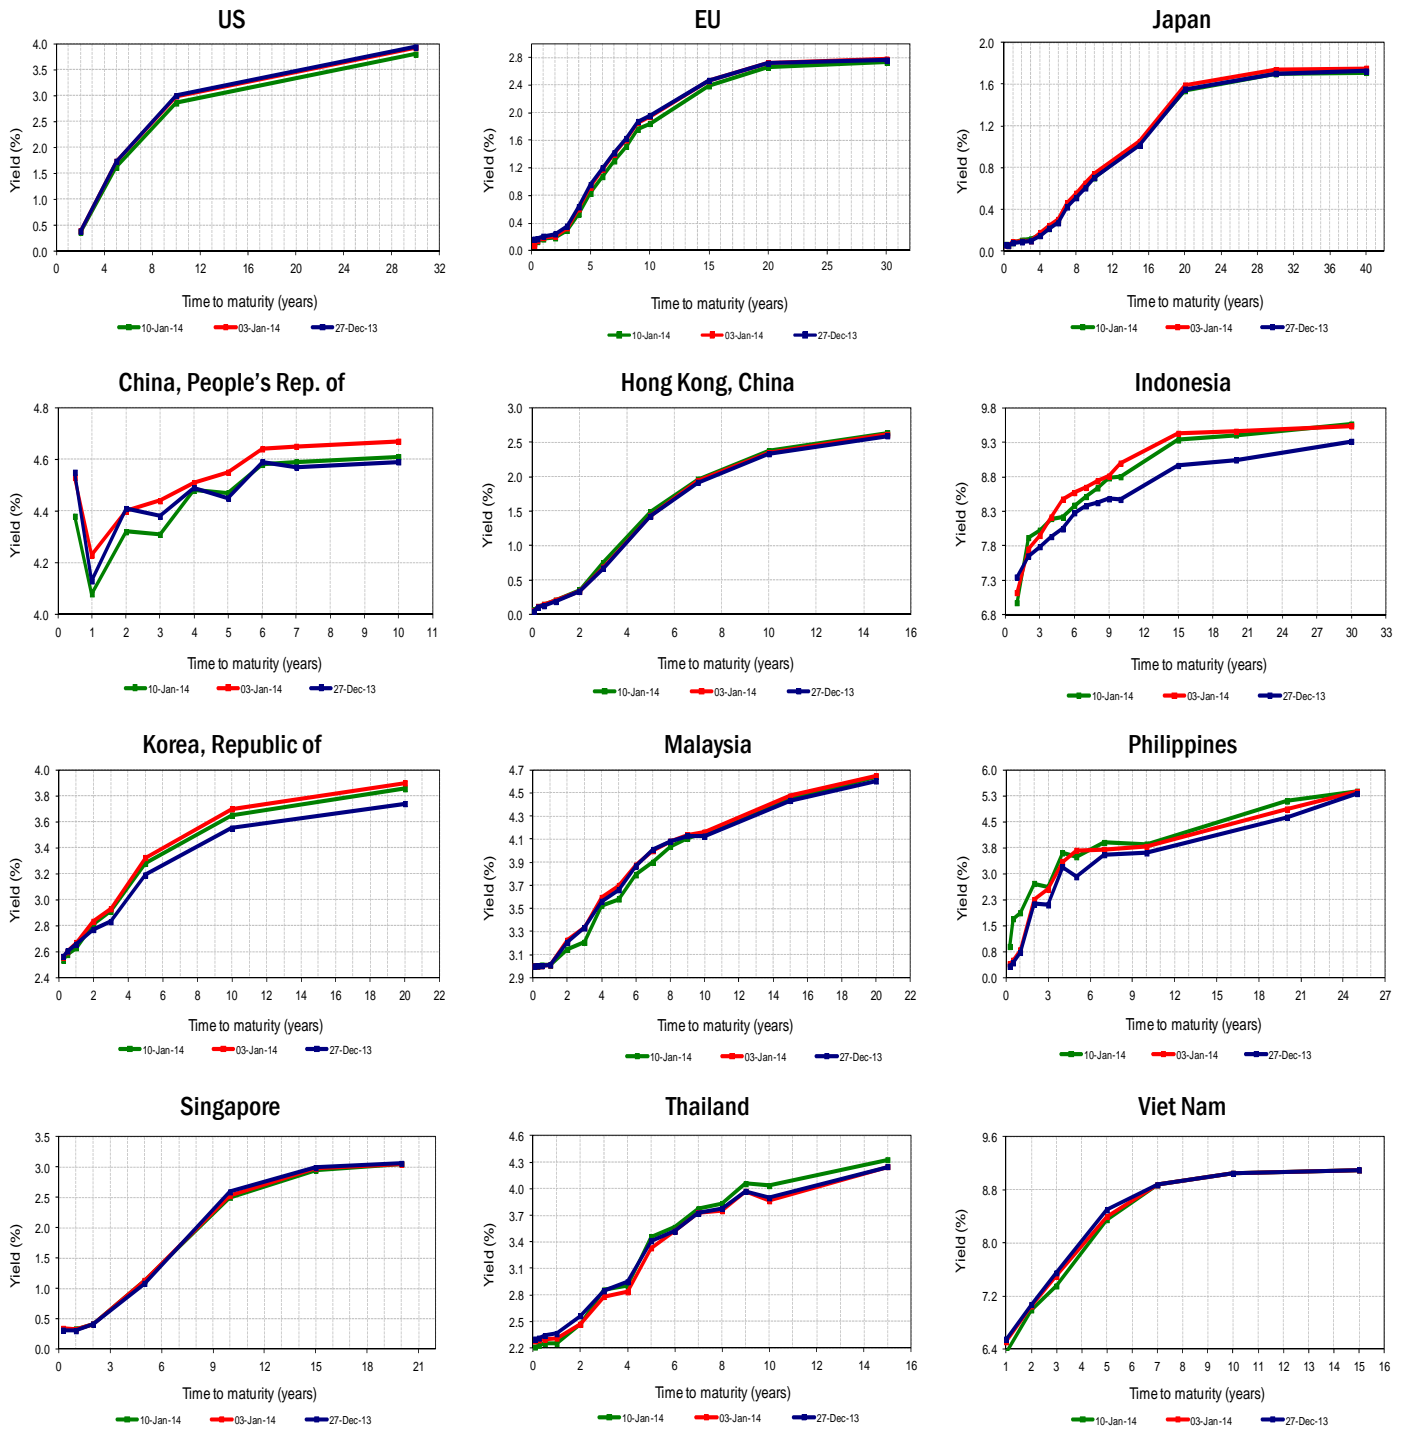 US
4.0
3.5
3.0
2.5
2.0
1.5
1.0
0.5
0.0
Yield (%)
0 4 8 12 16 20 24 28 32
Time to maturity (years)
10-Jan-14 03-Jan-14 27-Dec-13
EU
2.8
2.4
2.0
1.6
1.2
0.8
0.4
0.0
Yield (%)
0 5 10 15 20 25 30
Time to maturity (years)
10-Jan-14 03-Jan-14 27-Dec-13
Japan
2.0
1.6
1.2
0.8
0.4
0.0
Yield (%)
0 4 8 12 16 20 24 28 32 36 40
Time to maturity (years)
10-Jan-14 03-Jan-14 27-Dec-13
China, People’s Rep. of
4.8
4.6
4.4
4.2
4.0
Yield (%)
0 1 2 3 4 5 6 7 8 9 10 11
Time to maturity (years)
10-Jan-14 03-Jan-14 27-Dec-13
Hong Kong, China
3.0
2.5
2.0
1.5
1.0
0.5
0.0
Yield (%)
0 2 4 6 8 10 12 14 16
Time to maturity (years)
10-Jan-14 03-Jan-14 27-Dec-13
Indonesia
9.8
9.3
8.8
8.3
7.8
7.3
6.8
Yield (%)
0 3 6 9 12 15 18 21 24 27 30 33
Time to maturity (years)
10-Jan-14 03-Jan-14 27-Dec-13
Korea, Republic of
4.0
3.8
3.6
3.4
3.2
3.0
2.8
2.6
2.4
Yield (%)
0 2 4 6 8 10 12 14 16 18 20 22
Time to maturity (years)
10-Jan-14 03-Jan-14 27-Dec-13
Malaysia
4.7
4.5
4.3
4.1
3.9
3.7
3.5
3.3
3.1
2.9
Yield (%)
0 2 4 6 8 10 12 14 16 18 20 22
Time to maturity (years)
10-Jan-14 03-Jan-14 27-Dec-13
Philippines
6.0
5.3
4.5
3.8
3.0
2.3
1.5
0.8
0.0
Yield (%)
0 3 6 9 12 15 19 21 24 27
Time to maturity (years)
10-Jan-14 03-Jan-14 27-Dec-13
Singapore
3.5
3.0
2.5
2.0
1.5
1.0
0.5
0.0
Yield (%)
0 3 6 9 12 15 18 21
Time to maturity (years)
10-Jan-14 03-Jan-14 27-Dec-13
Thailand
4.6
4.3
4.0
3.7
3.4
3.1
2.8
2.5
2.2
Yield (%)
0 2 4 6 8 10 12 14 16
Time to maturity (years)
10-Jan-14 03-Jan-14 27-Dec-13
Viet Nam
9.6
8.8
8.0
7.2
6.4
Yield (%)
1 2 3 4 5 6 7 8 9 10 11 12 13 14 15 16
Time to maturity (years)
10-Jan-14 03-Jan-14 27-Dec-13